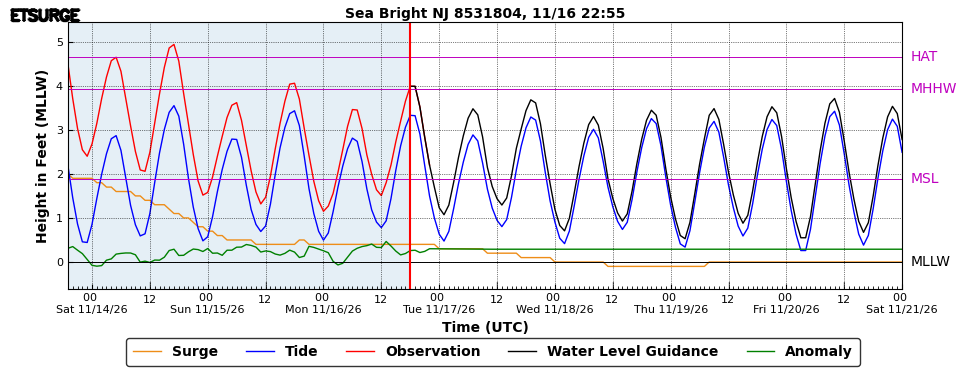 ETSURGE
Sea Bright NJ 8531804, 11/16 22:55
Height in Feet (MLLW)
5
4
3
2
1
0
HAT
MHHW
MSL
MLLW
00 12 00 12 00 12 00 12 00 12 00 12 00 12 00
Sat 11/14/26 Sun 11/15/26 Mon 11/16/26 Tue 11/17/26 Wed 11/18/26 Thu 11/19/26 Fri 11/20/26 Sat 11/21/26
Time (UTC)
Surge Tide Observation Water Level Guidance Anomaly